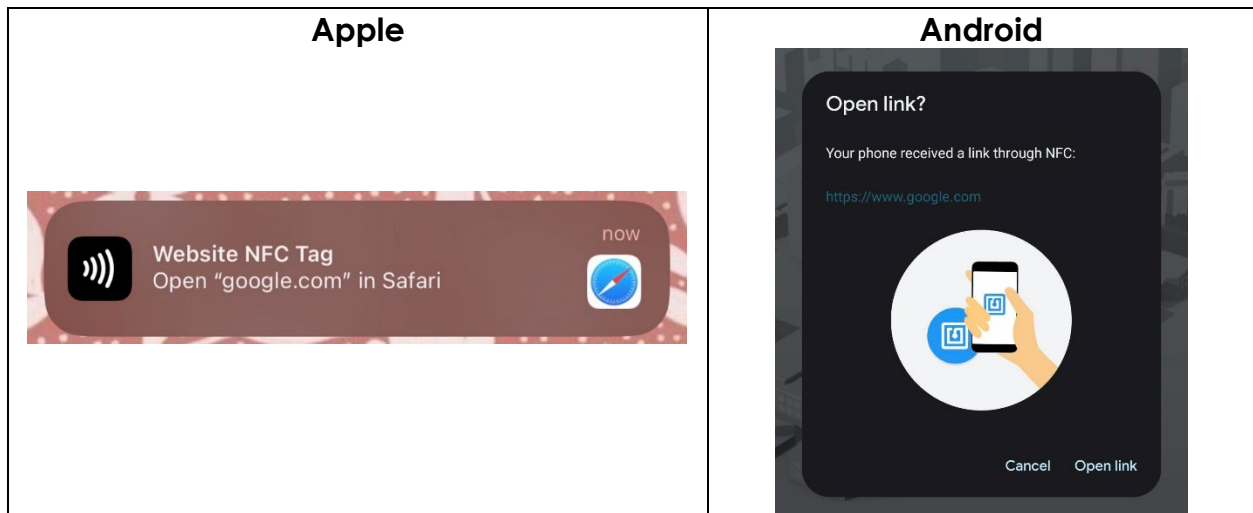 Apple
Website NFC Tag
now
Open “google.com” in Safari
Android
Open link?
Your phone received a link through NFC:
https://www.google.com
Cancel Open link